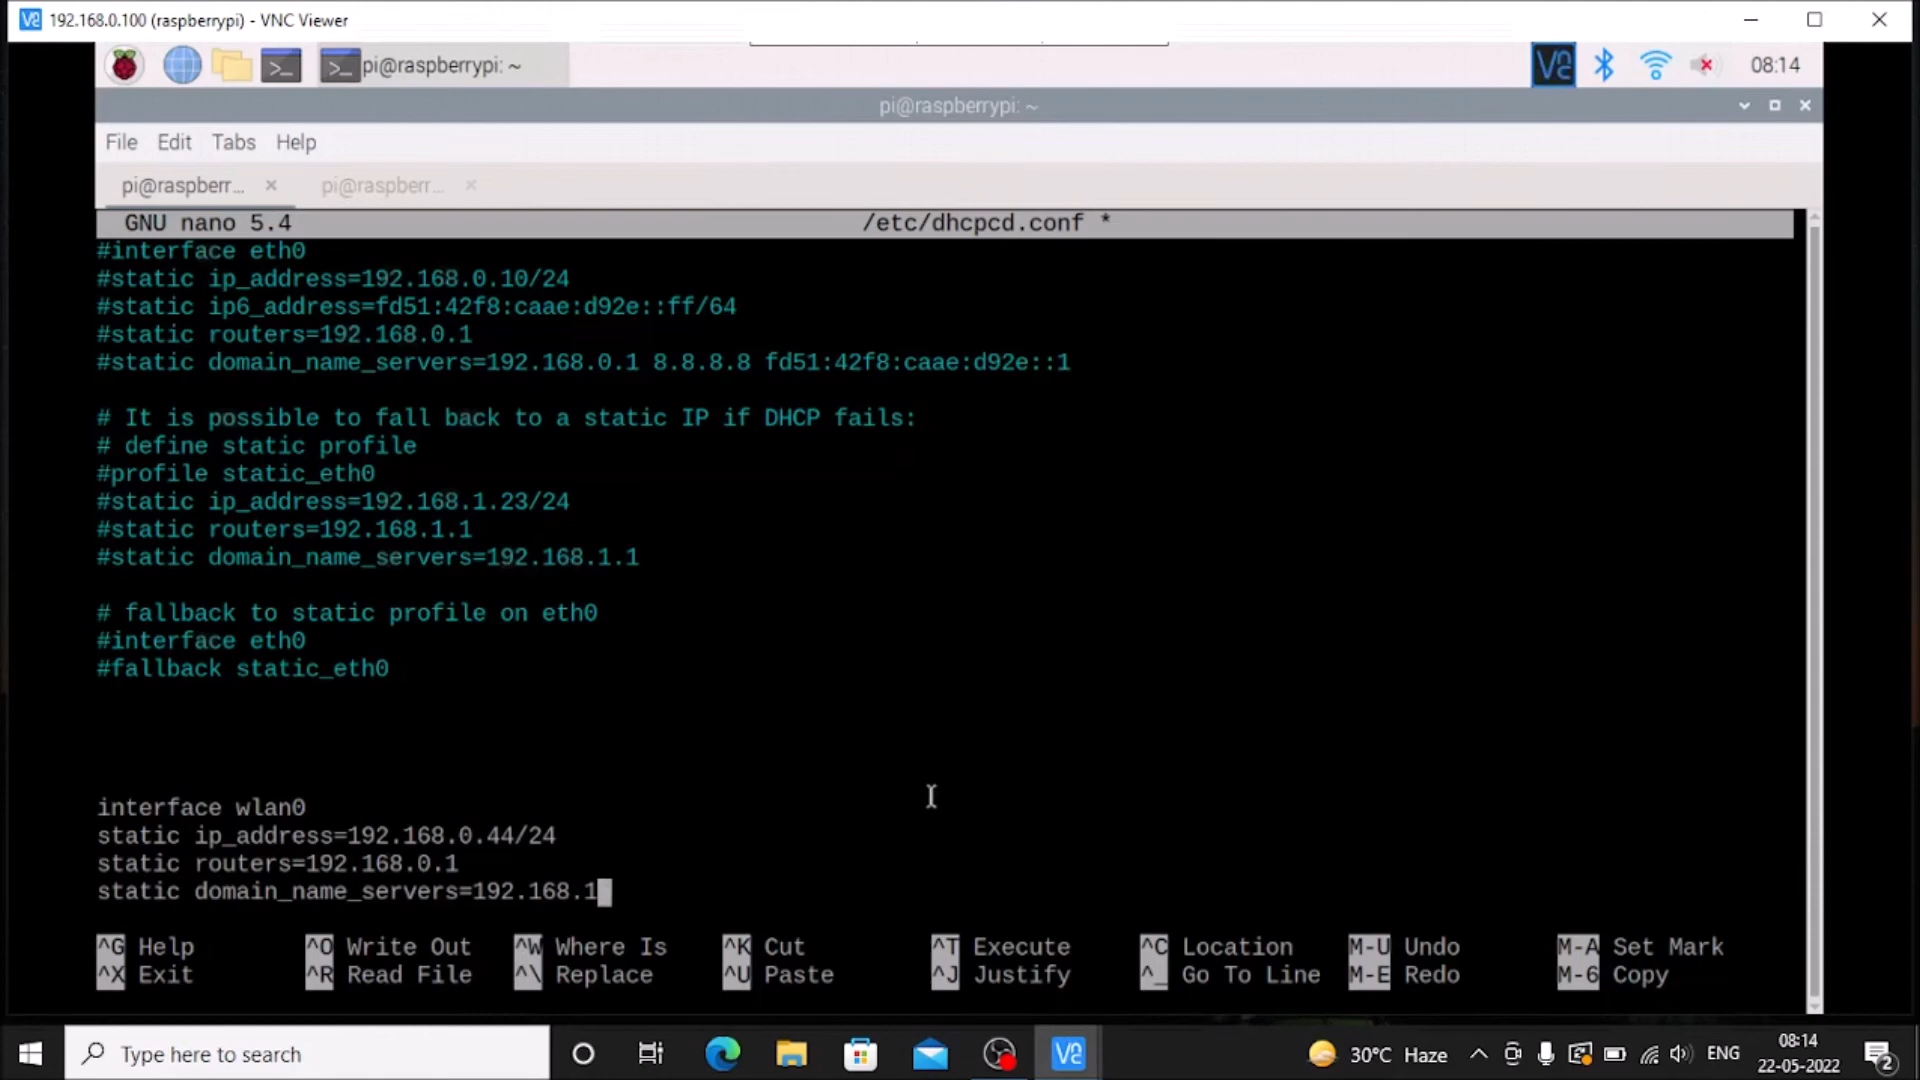 192.168.0.100 (raspberrypi) - VNC Viewer
pi@raspberrypi: ~
08:14
pi@raspberrypi: ~
File Edit Tabs Help
pi@raspberr...
pi@raspberr...
GNU nano 5.4 /etc/dhcpcd.conf *
#interface eth0
#static ip_address=192.168.0.10/24
#static ip6_address=fd51:42f8:caae:d92e::ff/64
#static routers=192.168.0.1
#static domain_name_servers=192.168.0.1 8.8.8.8 fd51:42f8:caae:d92e::1
# It is possible to fall back to a static IP if DHCP fails:
# define static profile
#profile static_eth0
#static ip_address=192.168.1.23/24
#static routers=192.168.1.1
#static domain_name_servers=192.168.1.1
# fallback to static profile on eth0
#interface eth0
#fallback static_eth0
interface wlan0
static ip_address=192.168.0.44/24
static routers=192.168.0.1
static domain_name_servers=192.168.1
^G Help ^O Write Out ^W Where Is ^K Cut ^T Execute ^C Location M-U Undo M-A Set Mark
^X Exit ^R Read File ^\ Replace ^U Paste ^J Justify ^_ Go To Line M-E Redo M-6 Copy
Type here to search
30°C Haze
ENG
08:14
22-05-2022
2